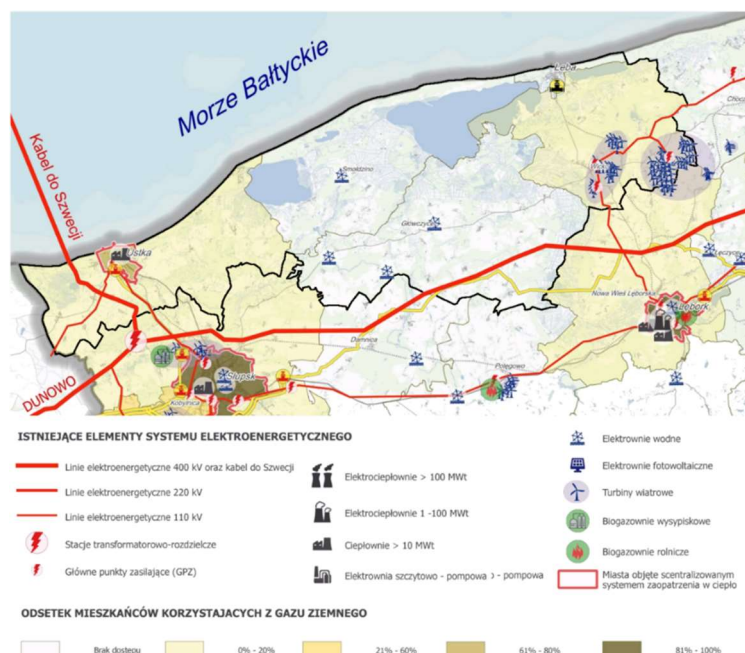 Morze Bałtyckie
Łeba
Kabel do Szwecji
Smołdzino
Główczyce
Ustka
Łęczyce
Nowa Wieś Lęborska
Lębork
Damnica
Potęgowo
DUNOWO
Słupsk
Kobylnica
ISTNIEJĄCE ELEMENTY SYSTEMU ELEKTROENERGETYCZNEGO
Linie elektroenergetyczne 400 kV oraz kabel do Szwecji
Linie elektroenergetyczne 220 kV
Linie elektroenergetyczne 110 kV
Stacje transformatorowo-rozdzielcze
Główne punkty zasilające (GPZ)
Elektrociepłownie > 100 MWt
Elektrociepłownie 1 -100 MWt
Ciepłownie > 10 MWt
Elektrownia szczytowo - pompowa › - pompowa
Elektrownie wodne
Elektrownie fotowoltaiczne
Turbiny wiatrowe
Biogazownie wysypiskowe
Biogazownie rolnicze
Miasta objęte scentralizowanym
systemem zaopatrzenia w ciepło
ODSETEK MIESZKAŃCÓW KORZYSTAJACYCH Z GAZU ZIEMNEGO
Brak dostępu
0% - 20%
21% - 60%
61% - 80%
81% - 100%